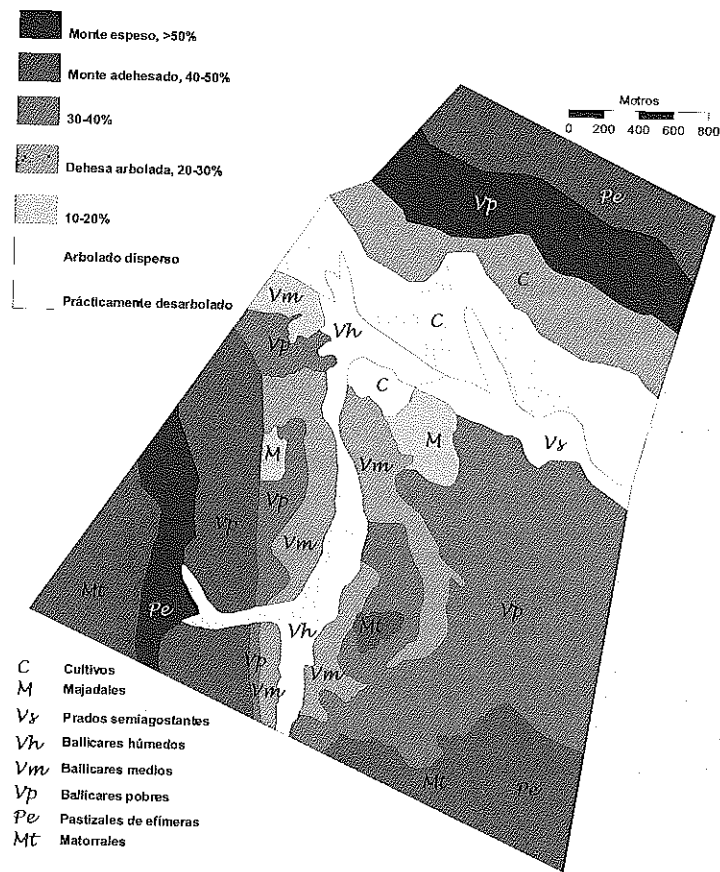 Monte espeso, >50%
Monte adehesado, 40-50%
30-40%
Dehesa arbolada, 20-30%
10-20%
Arbolado disperso
Prácticamente desarbolado
Motros
0 200 400 600 800
Pe
Vp
C
Vm
C
Vh
Vp
C
M
Vs
M
Vm
Vp
Vp
Vm
Mt
Pe
Vp
Vh
Mt
Vp
Vm
Vm
Mt
Pe
C Cultivos
M Majadales
Vs Prados semiagostantes
Vh Ballicares húmedos
Vm Ballicares medios
Vp Ballicares pobres
Pe Pastizales de efímeras
Mt Matorrales